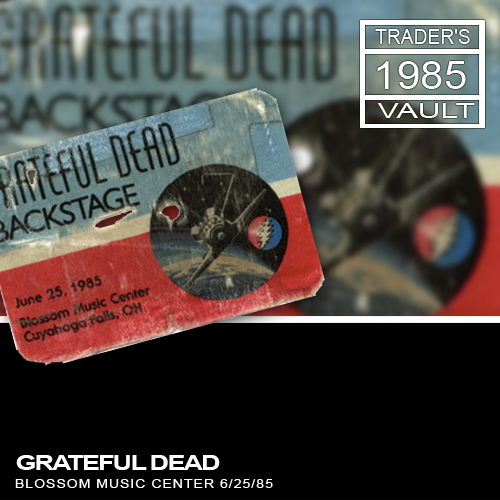 GRATEFUL DEAD
BACKSTAGE
TRADER'S
1985
VAULT
GRATEFUL DEAD
BACKSTAGE
June 25, 1985
Blossom Music Center
Cuyahoga Falls, OH
GRATEFUL DEAD
BLOSSOM MUSIC CENTER 6/25/85